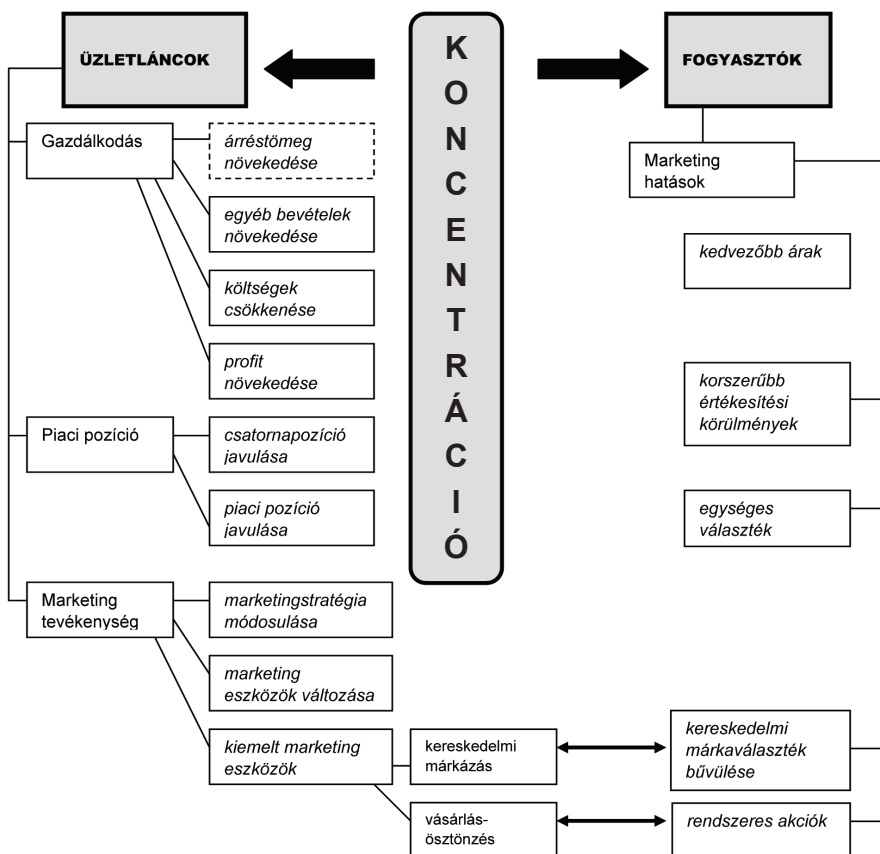 ÜZLETLÁNCOK
KONCENTRÁCIÓ
FOGYASZTÓK
Gazdálkodás
árréstömeg
növekedése
egyéb bevételek
növekedése
költségek
csökkenése
profit
növekedése
Piaci pozíció
csatornapozíció
javulása
piaci pozíció
javulása
Marketing
tevékenység
marketingstratégia
módosulása
marketing
eszközök változása
kiemelt marketing
eszközök
kereskedelmi
márkázás
vásárlás-
ösztönzés
Marketing
hatások
kedvezőbb árak
korszerűbb
értékesítési
körülmények
egységes
választék
kereskedelmi
márkaválaszték
bűvülése
rendszeres akciók